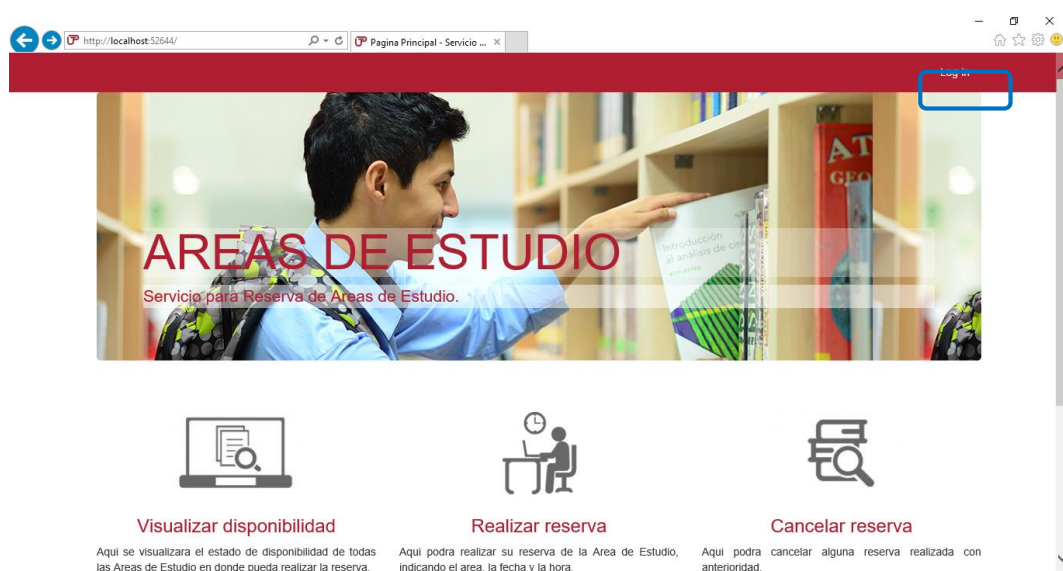 http://localhost:52644/
Pagina Principal - Servicio ...
Log in
AREAS DE ESTUDIO
Servicio para Reserva de Areas de Estudio.
Introducción
al análisis de
AT
GEO
Visualizar disponibilidad
Aqui se visualizara el estado de disponibilidad de todas
las Areas de Estudio en donde pueda realizar la reserva.
Realizar reserva
Aqui podra realizar su reserva de la Area de Estudio,
indicando el area, la fecha y la hora.
Cancelar reserva
Aqui podra cancelar alguna reserva realizada con
anterioridad.